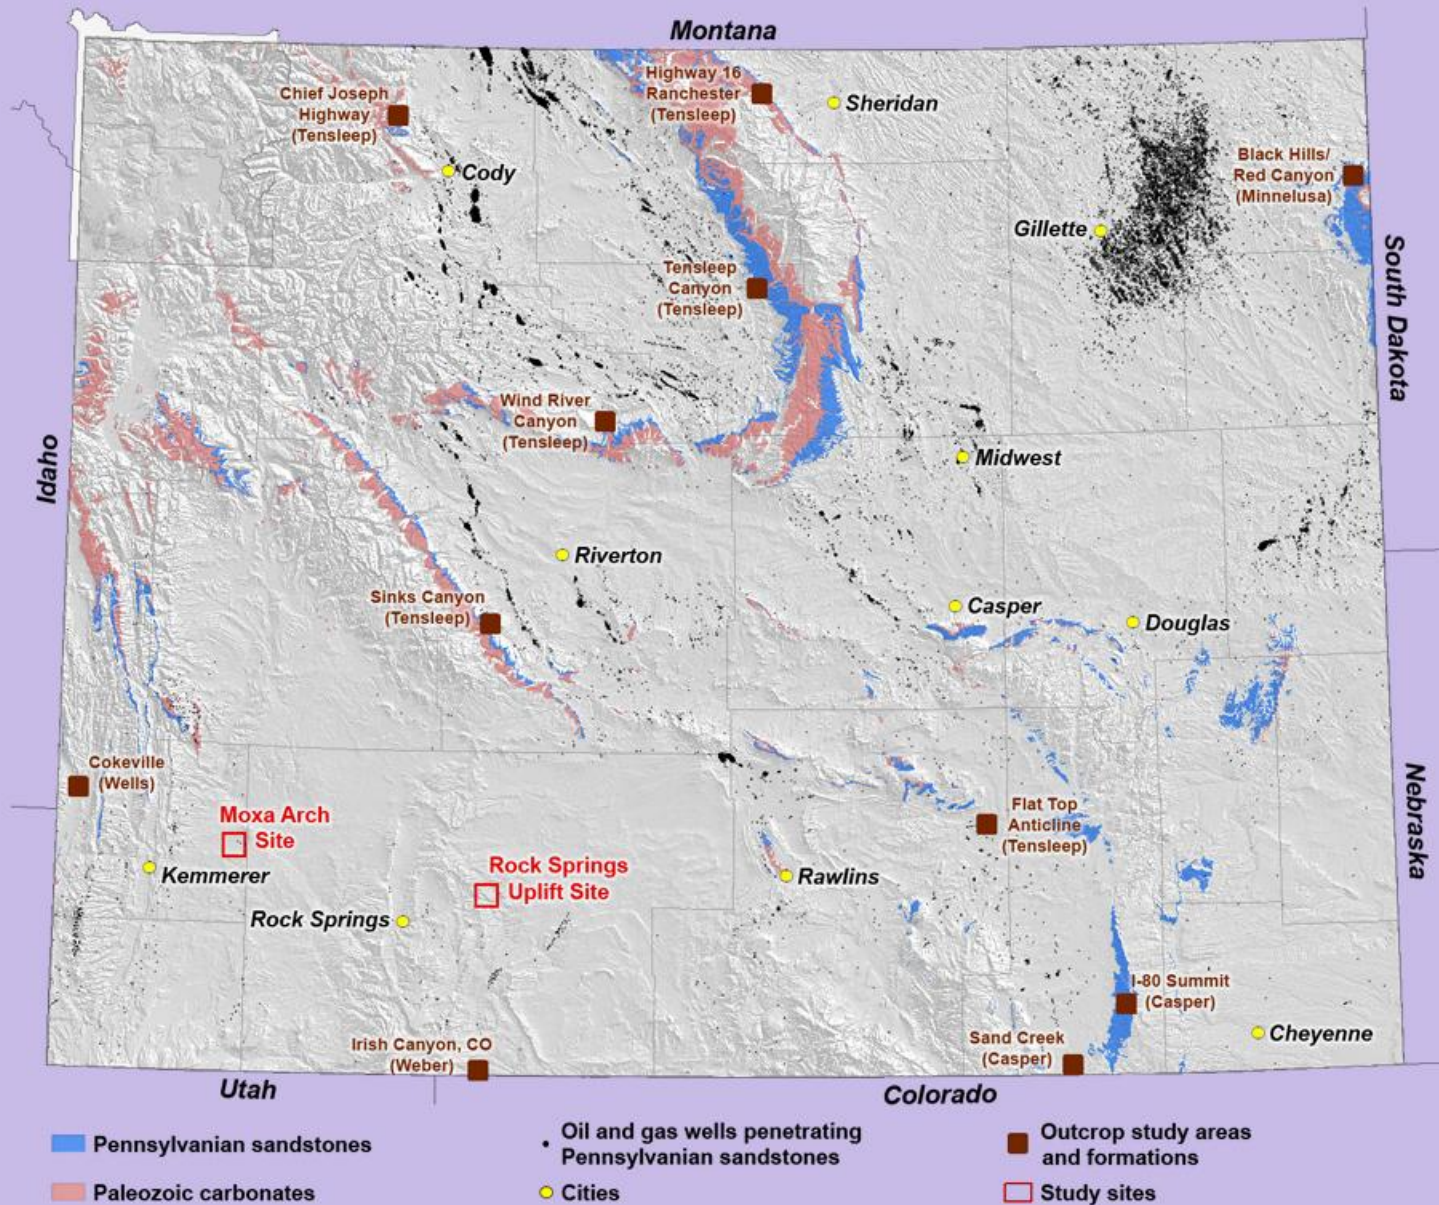 Montana
Highway 16
Ranchester
(Tensleep)
Chief Joseph
Highway
(Tensleep)
Sheridan
Cody
Black Hills/
Red Canyon
(Minnelusa)
Gillette
South Dakota
Tensleep
Canyon
(Tensleep)
Wind River
Canyon
(Tensleep)
Idaho
Midwest
Riverton
Sinks Canyon
(Tensleep)
Casper
Douglas
Cokeville
(Wells)
Moxa Arch
Site
Flat Top
Anticline
(Tensleep)
Nebraska
Kemmerer
Rock Springs
Uplift Site
Rawlins
Rock Springs
I-80 Summit
(Casper)
Irish Canyon, CO
(Weber)
Sand Creek
(Casper)
Cheyenne
Utah
Colorado
Pennsylvanian sandstones
Oil and gas wells penetrating
Pennsylvanian sandstones
Outcrop study areas
and formations
Paleozoic carbonates
Cities
Study sites